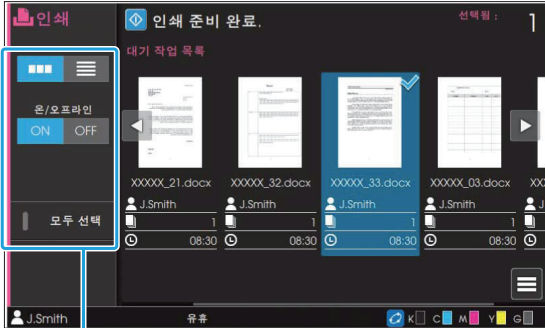 인쇄
인쇄 준비 완료.
선택됨 :
1
대기 작업 목록
온/오프라인
ON OFF
모두 선택
XXXXX_21.docx XXXXX_32.docx XXXXX_33.docx XXXXX_03.docx XX
J.Smith J.Smith J.Smith J.Smith J
1 1 1 1
08:30 08:30 08:30 08:30
J.Smith 유휴 K C M Y G